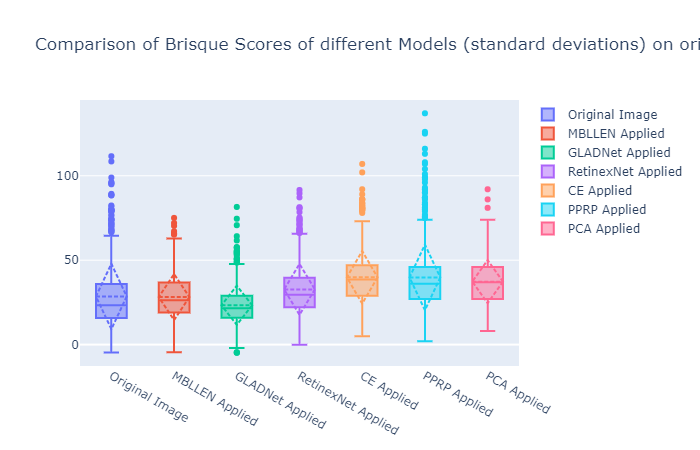 Comparison of Brisque Scores of different Models (standard deviations) on ori
100
50
0
Original Image
MBLLEN Applied
GLADNet Applied
RetinexNet Applied
CE Applied
PPRP Applied
PCA Applied
Original Image
MBLLEN Applied
GLADNet Applied
RetinexNet Applied
CE Applied
PPRP Applied
PCA Applied